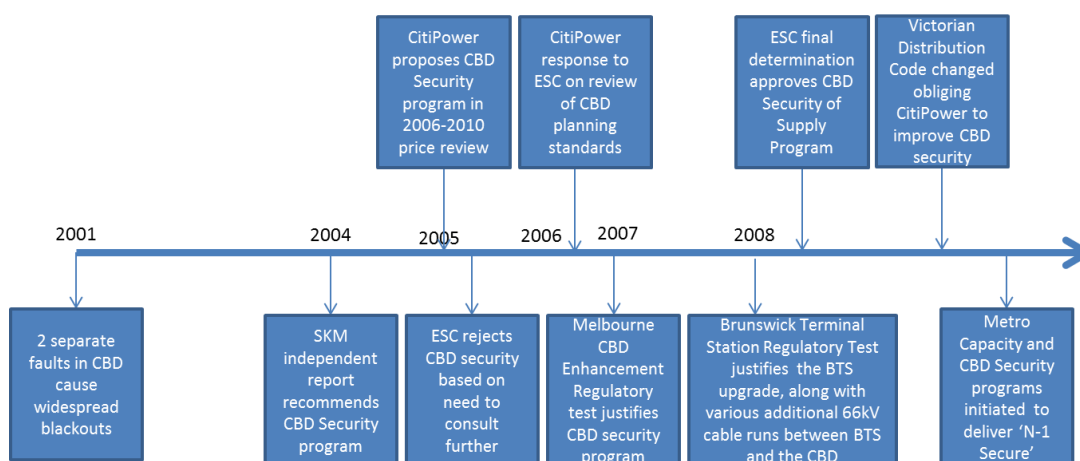 CitiPower
proposes CBD
Security
program in
2006-2010
price review
CitiPower
response to
ESC on review
of CBD
planning
standards
ESC final
determination
approves CBD
Security of
Supply
Program
Victorian
Distribution
Code changed
obliging
CitiPower to
improve CBD
security
2001
2004
2005
2006
2007
2008
2 separate
faults in CBD
cause
widespread
blackouts
SKM
independent
report
recommends
CBD Security
program
ESC rejects
CBD security
based on
need to
consult
further
Melbourne
CBD
Enhancement
Regulatory
test justifies
CBD security
program
Brunswick Terminal
Station Regulatory Test
justifies the BTS
upgrade, along with
various additional 66kV
cable runs between BTS
and the CBD
Metro
Capacity and
CBD Security
programs
initiated to
deliver ‘N-1
Secure’